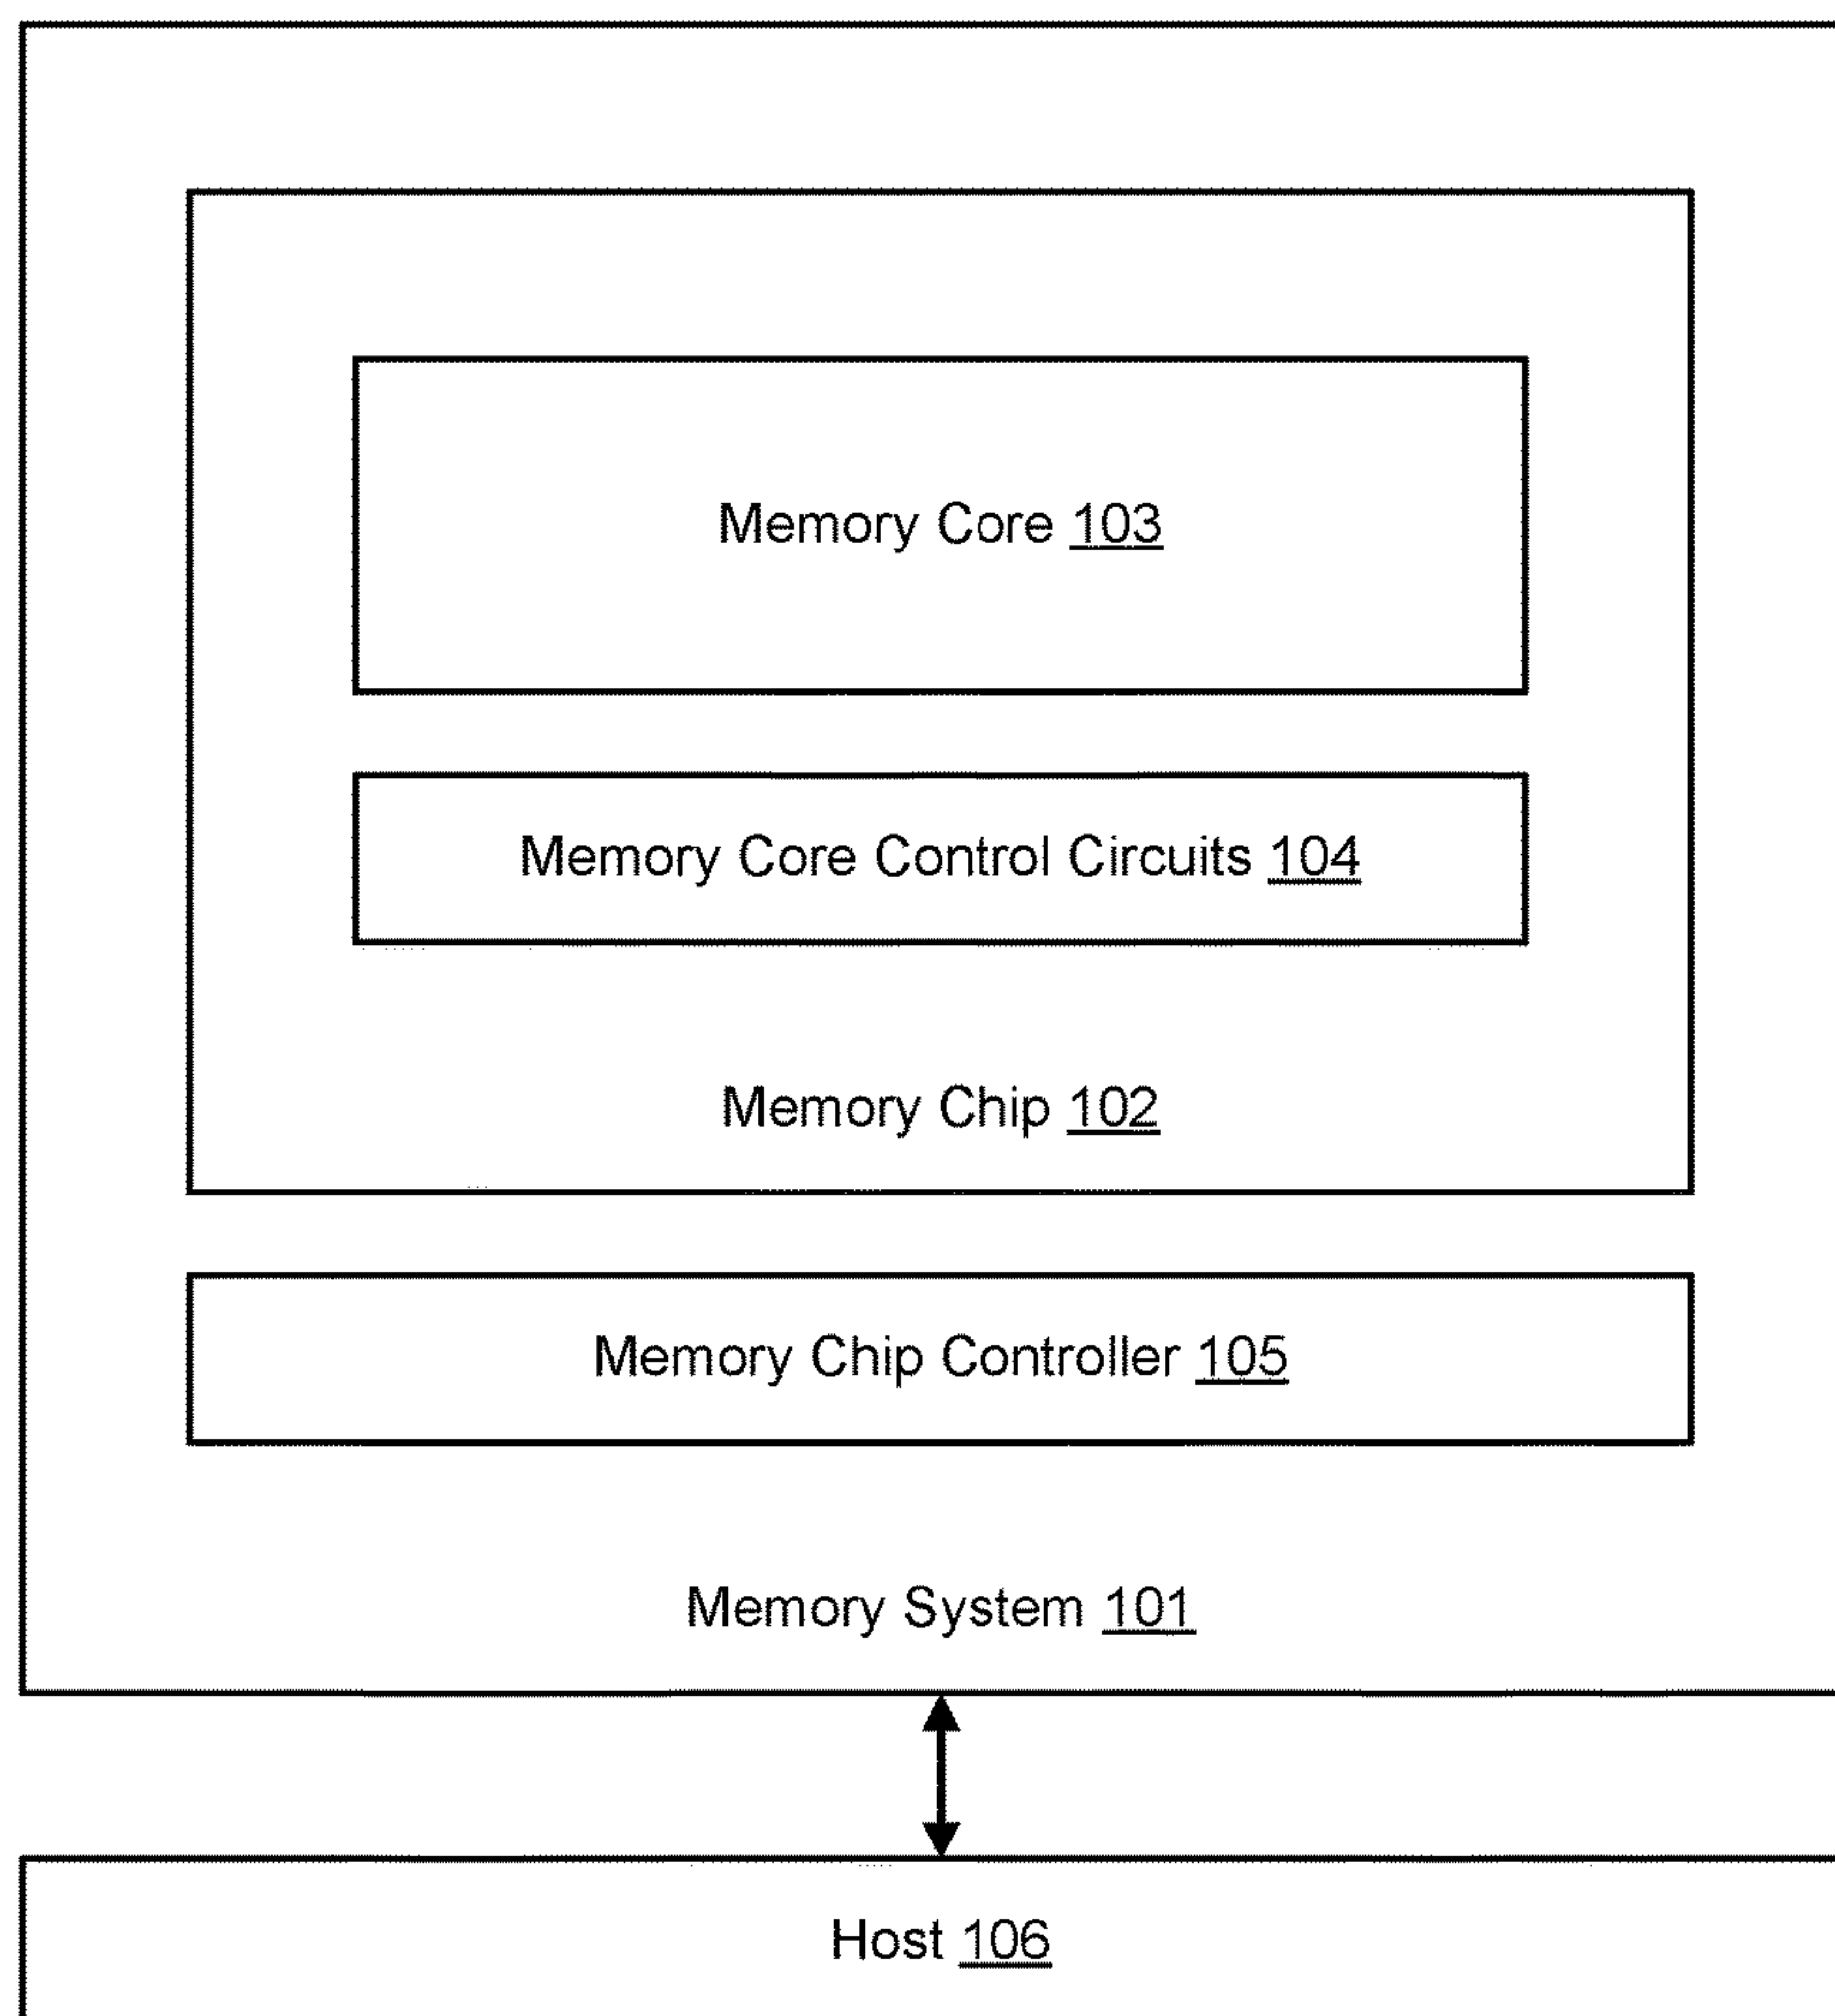 Memory Core 103
Memory Core Control Circuits 104
Memory Chip 102
Memory Chip Controller 105
Memory System 101
Host 106